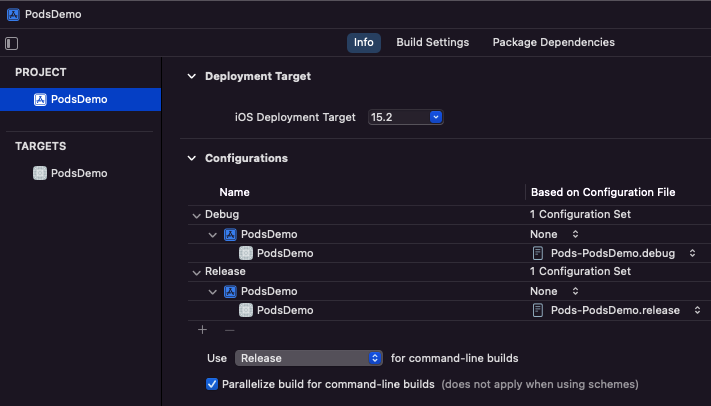 PodsDemo
Info Build Settings Package Dependencies
PROJECT
PodsDemo
TARGETS
PodsDemo
Deployment Target
iOS Deployment Target 15.2
Configurations
Name Based on Configuration File
Debug 1 Configuration Set
PodsDemo None
PodsDemo Pods-PodsDemo.debug
Release 1 Configuration Set
PodsDemo None
PodsDemo Pods-PodsDemo.release
+ −
Use Release for command-line builds
Parallelize build for command-line builds (does not apply when using schemes)